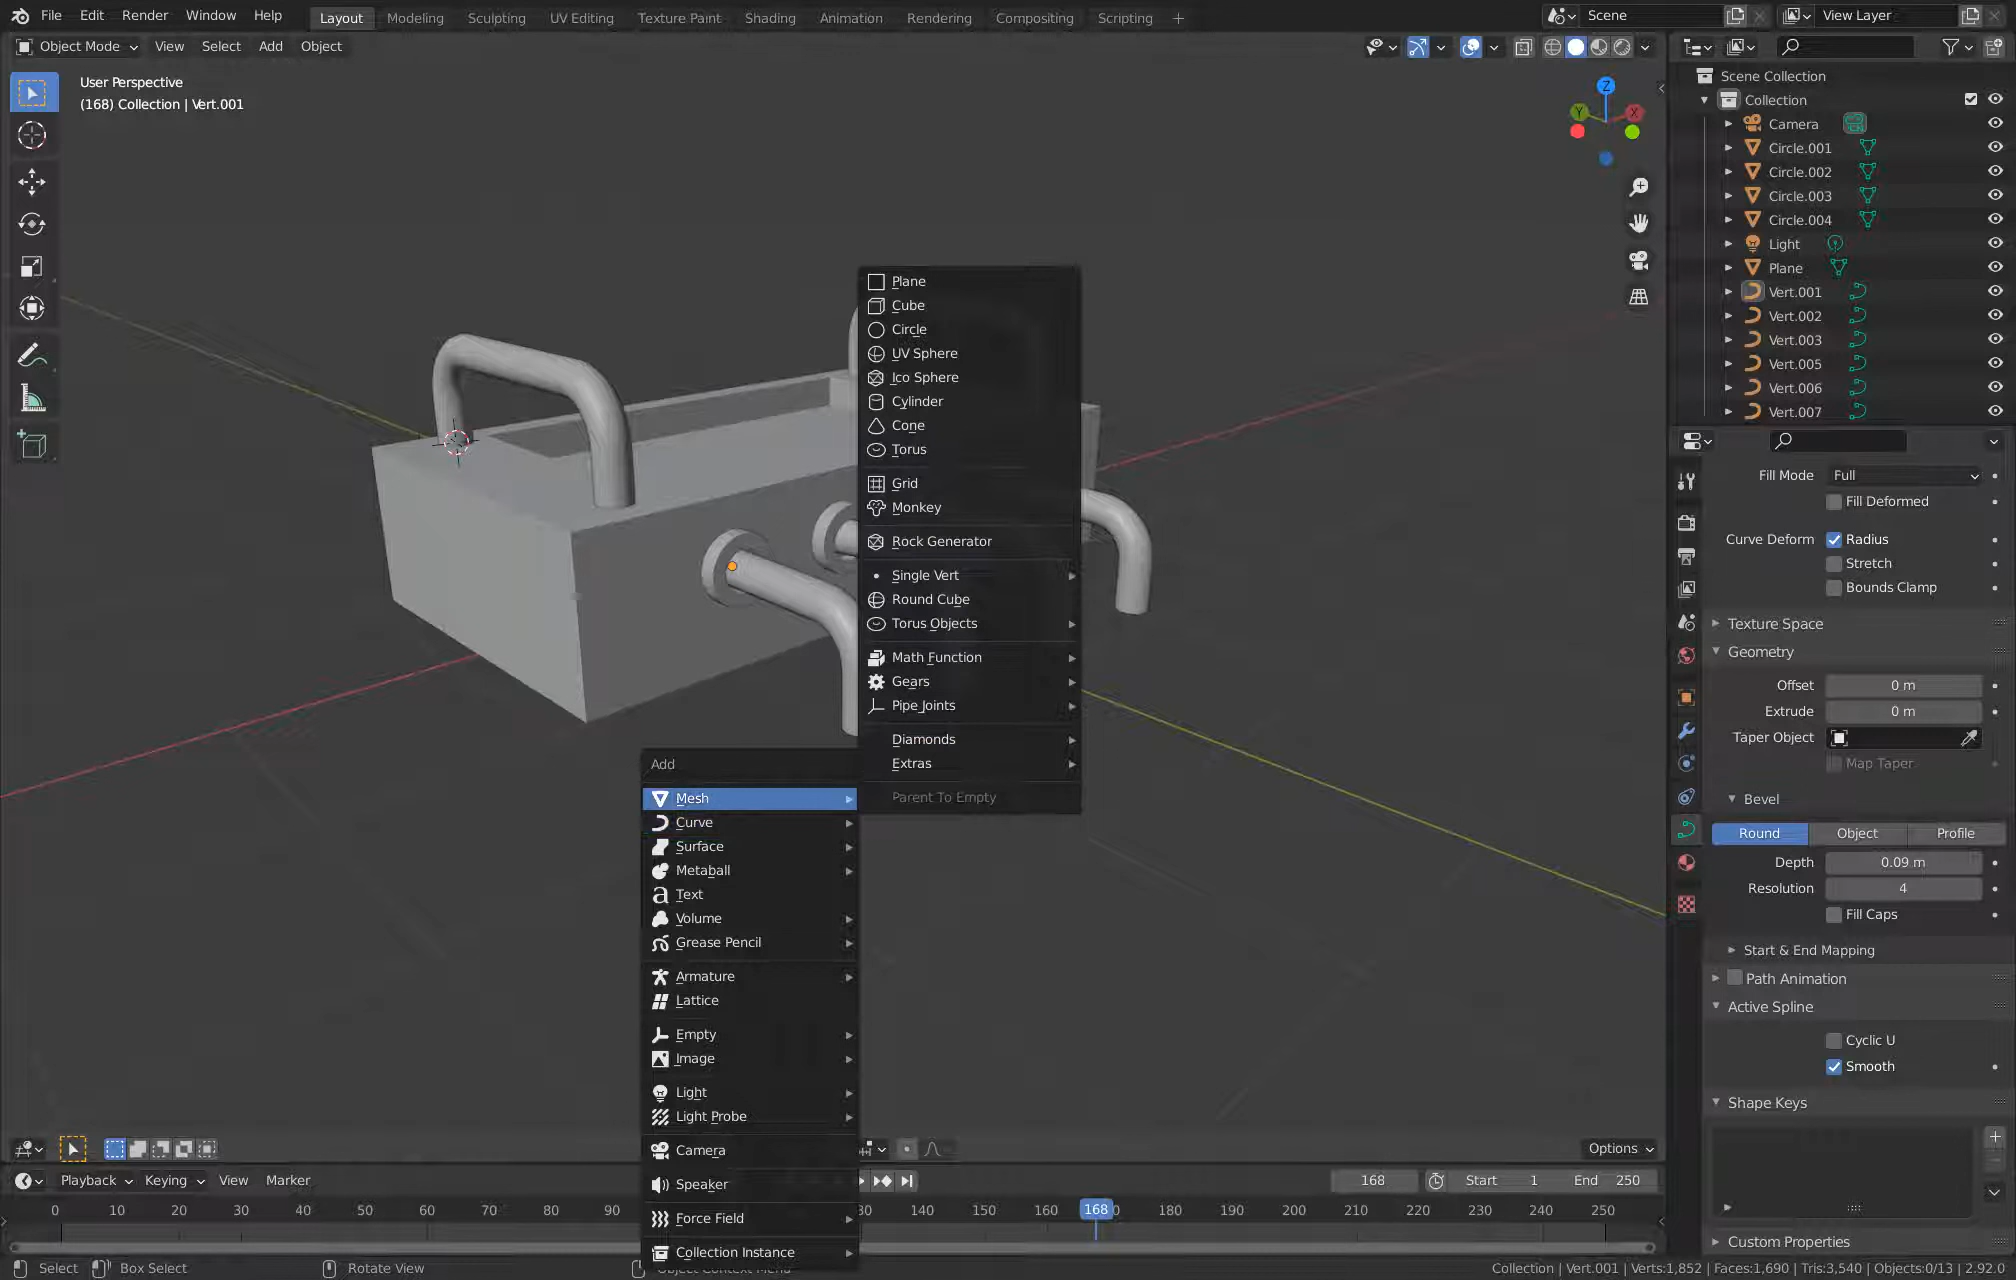 File Edit Render Window Help Layout Modeling Sculpting UV Editing Texture Paint Shading Animation Rendering Compositing Scripting + Scene View Layer
Object Mode View Select Add Object
User Perspective
(168) Collection | Vert.001
Z
Y
X
Scene Collection
Collection
Camera
Circle.001
Circle.002
Circle.003
Circle.004
Light
Plane
Vert.001
Vert.002
Vert.003
Vert.005
Vert.006
Vert.007
Plane
Cube
Circle
UV Sphere
Ico Sphere
Cylinder
Cone
Torus
Grid
Monkey
Rock Generator
Single Vert
Round Cube
Torus Objects
Math Function
Gears
Pipe Joints
Diamonds
Extras
Parent To Empty
Add
Mesh
Curve
Surface
Metaball
Text
Volume
Grease Pencil
Armature
Lattice
Empty
Image
Light
Light Probe
Camera
Speaker
Force Field
Collection Instance
Fill Mode Full
Fill Deformed
Curve Deform Radius
Stretch
Bounds Clamp
Texture Space
Geometry
Offset 0 m
Extrude 0 m
Taper Object
Map Taper
Bevel
Round Object Profile
Depth 0.09 m
Resolution 4
Fill Caps
Start & End Mapping
Path Animation
Active Spline
Cyclic U
Smooth
Shape Keys
Custom Properties
Options
Playback Keying View Marker 168 Start 1 End 250
0 10 20 30 40 50 60 70 80 90 30 140 150 160 168 0 180 190 200 210 220 230 240 250
Select Box Select Rotate View Object Context Menu Collection | Vert.001 | Verts:1,852 | Faces:1,690 | Tris:3,540 | Objects:0/13 | 2.92.0